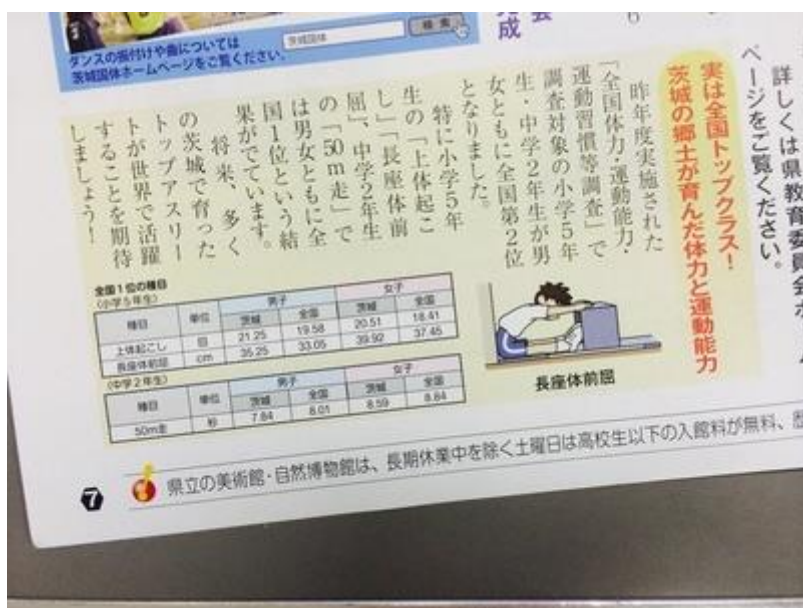 ダンスの振付けや曲については
茨城国体ホームページをご覧ください。
茨城国体
検索
会
成
6
詳しくは県教育委員会ホ
ページをご覧ください。
実は全国トップクラス！
茨城の郷土が育んだ体力と運動能力
昨年度実施された
「全国体力・運動能力・
運動習慣等調査」で
調査対象の小学5年
生・中学2年生が男
女ともに全国第2位
となりました。
特に小学5年
生の「上体起こ
し」「長座体前
屈」、中学2年生
の「50m走」で
は男女ともに全
国1位という結
果がでています。
将来、多く
の茨城で育った
トップアスリー
トが世界で活躍
することを期待
しましょう！
全国1位の種目
（小学5年生）
種目 単位 男子 女子
茨城 全国 茨城 全国
上体起こし 回 21.25 19.58 20.51 18.41
長座体前屈 cm 35.25 33.05 39.92 37.45
（中学2年生）
種目 単位 男子 女子
茨城 全国 茨城 全国
50m走 秒 7.84 8.01 8.59 8.84
長座体前屈
7
県立の美術館・自然博物館は、長期休業中を除く土曜日は高校生以下の入館料が無料、